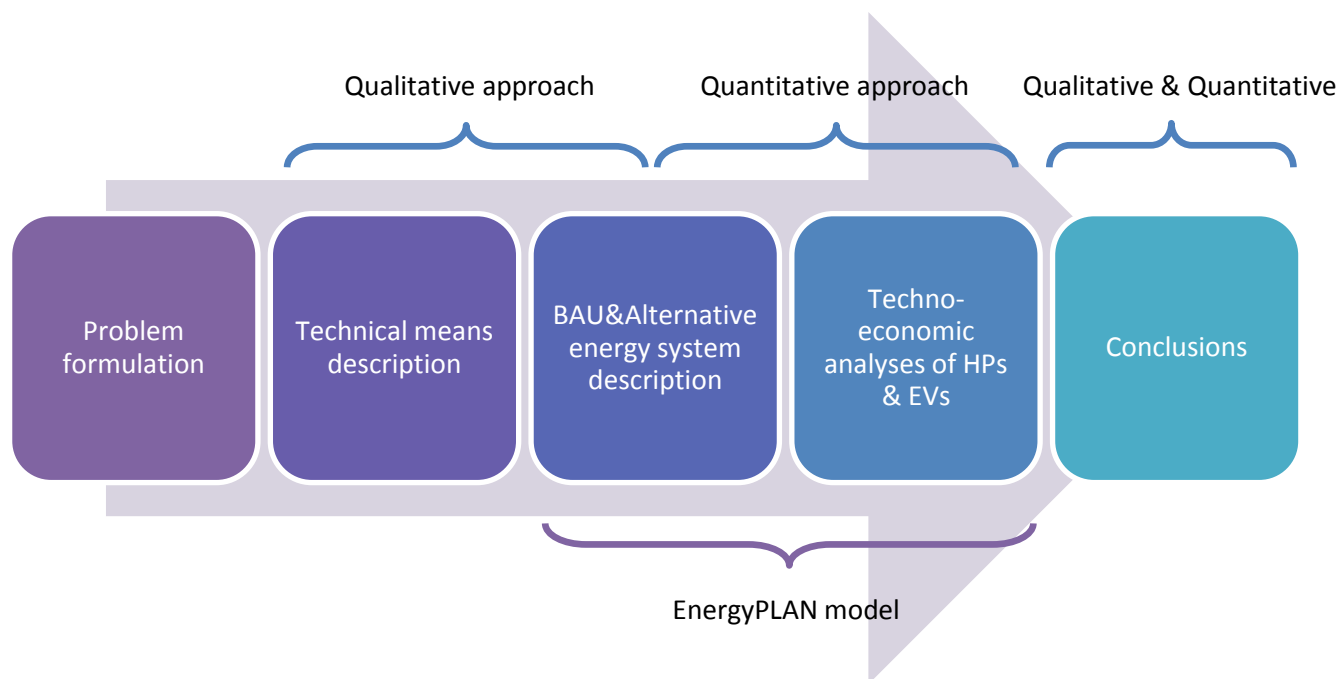 Qualitative approach
Quantitative approach
Qualitative & Quantitative
Problem
formulation
Technical means
description
BAU&Alternative
energy system
description
Techno-
economic
analyses of HPs
& EVs
Conclusions
EnergyPLAN model